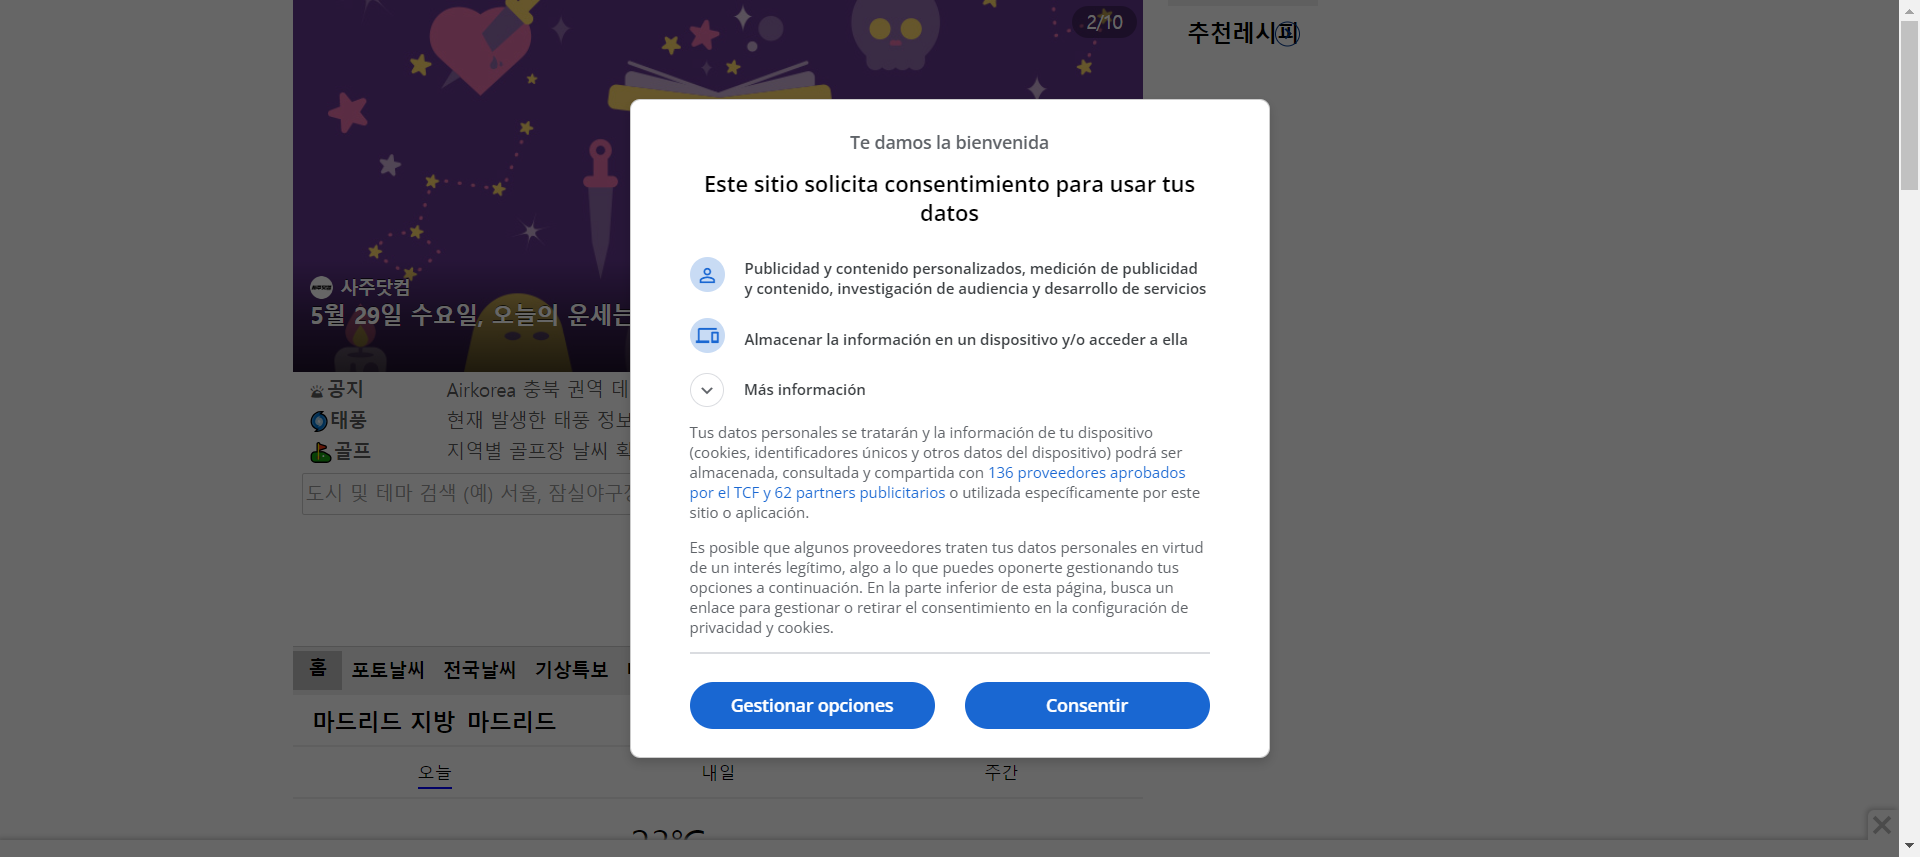 2/10
추천레시피
Te damos la bienvenida
Este sitio solicita consentimiento para usar tus
datos
Publicidad y contenido personalizados, medición de publicidad
y contenido, investigación de audiencia y desarrollo de servicios
Almacenar la información en un dispositivo y/o acceder a ella
Más información
Tus datos personales se tratarán y la información de tu dispositivo
(cookies, identificadores únicos y otros datos del dispositivo) podrá ser
almacenada, consultada y compartida con 136 proveedores aprobados
por el TCF y 62 partners publicitarios o utilizada específicamente por este
sitio o aplicación.
Es posible que algunos proveedores traten tus datos personales en virtud
de un interés legítimo, algo a lo que puedes oponerte gestionando tus
opciones a continuación. En la parte inferior de esta página, busca un
enlace para gestionar o retirar el consentimiento en la configuración de
privacidad y cookies.
Gestionar opciones
Consentir
사주닷컴
5월 29일 수요일, 오늘의 운세는
공지 Airkorea 충북 권역 데
태풍 현재 발생한 태풍 정보
골프 지역별 골프장 날씨 확
도시 및 테마 검색 (예) 서울, 잠실야구장
홈 포토날씨 전국날씨 기상특보
마드리드 지방 마드리드
오늘 내일 주간